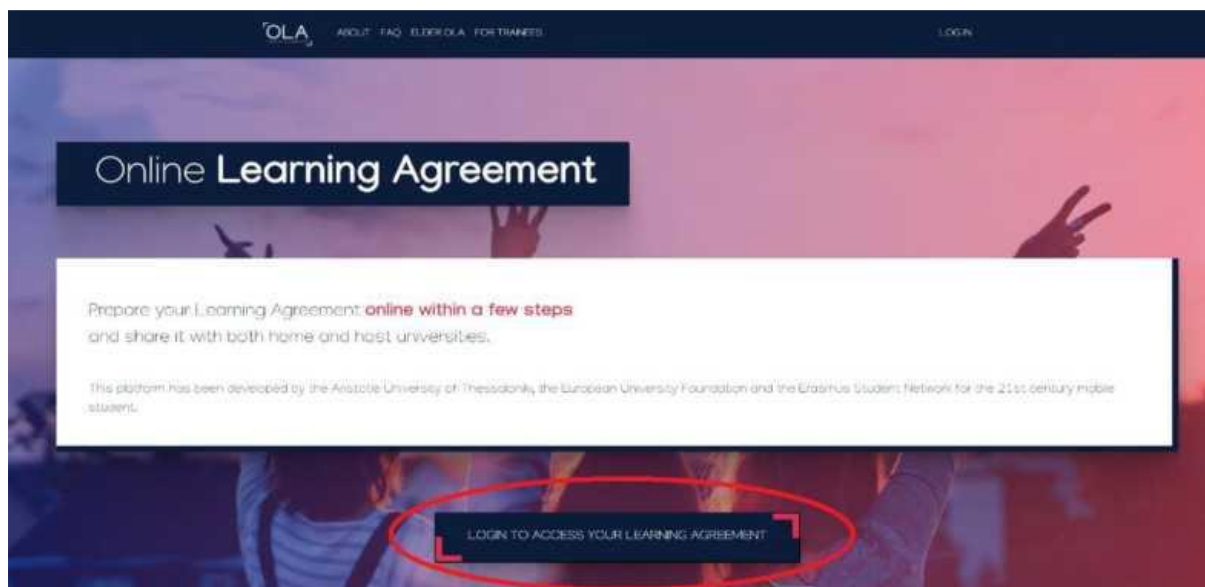 OLA ABOUT FAQ ELDER OLA FOR TRAINEES LOGIN
Online Learning Agreement
Prepare your Learning Agreement online within a few steps
and share it with both home and host universities.
This platform has been developed by the Aristotle University of Thessaloniki, the European University Foundation and the Erasmus Student Network for the 21st century mobile
student.
LOGIN TO ACCESS YOUR LEARNING AGREEMENT